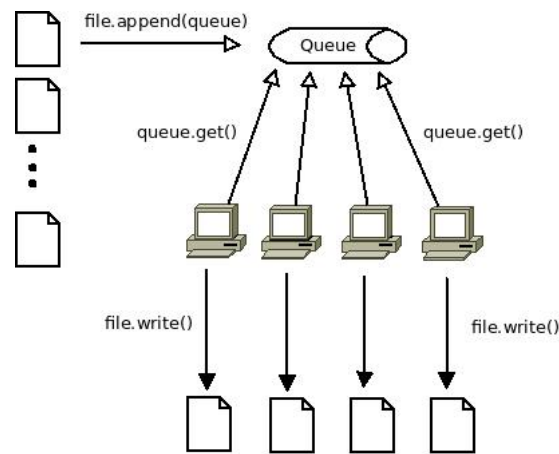 file.append(queue)
Queue
queue.get()
queue.get()
file.write()
file.write()